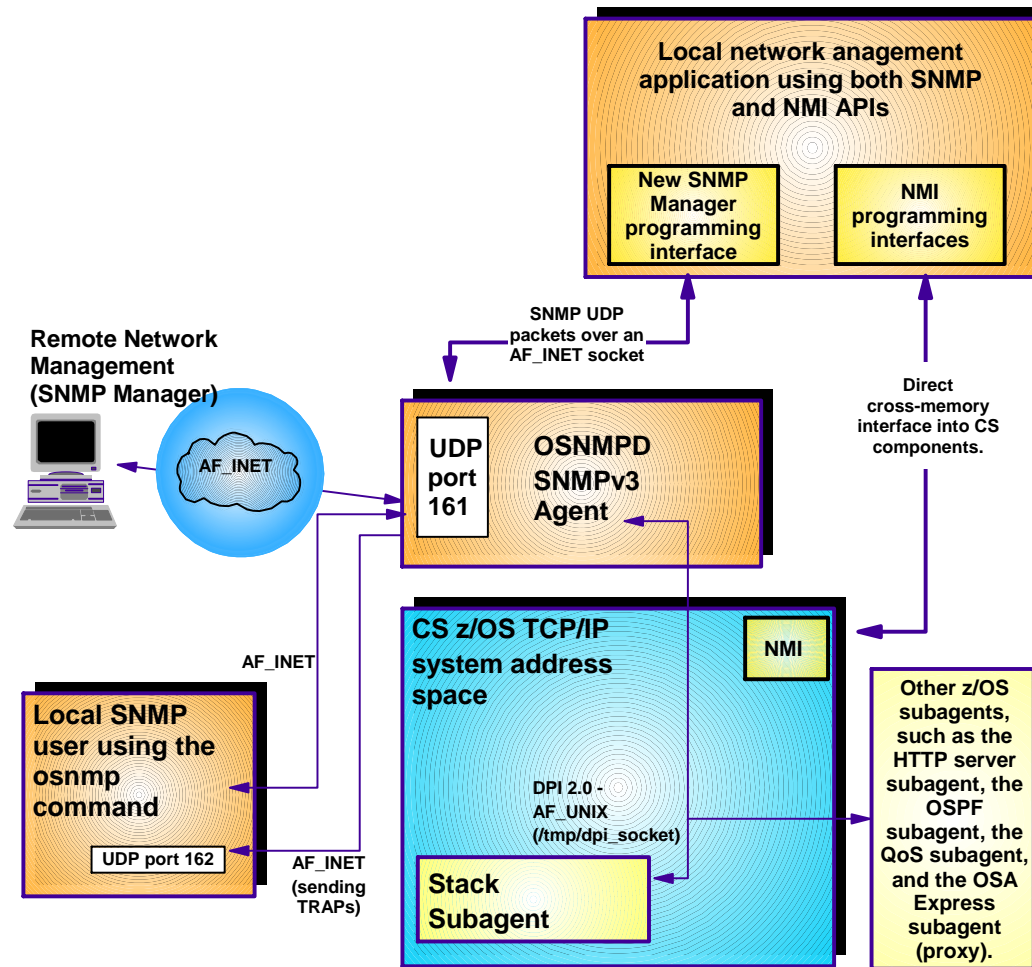 Local network anagement
application using both SNMP
and NMI APIs
New SNMP
Manager
programming
interface
NMI
programming
interfaces
SNMP UDP
packets over an
AF_INET socket
Remote Network
Management
(SNMP Manager)
AF_INET
UDP
port
161
OSNMPD
SNMPv3
Agent
Direct
cross-memory
interface into CS
components.
CS z/OS TCP/IP
system address
space
NMI
AF_INET
Local SNMP
user using the
osnmp
command
UDP port 162
AF_INET
(sending
TRAPs)
DPI 2.0 -
AF_UNIX
(/tmp/dpi_socket)
Stack
Subagent
Other z/OS
subagents,
such as the
HTTP server
subagent, the
OSPF
subagent, the
QoS subagent,
and the OSA
Express
subagent
(proxy).